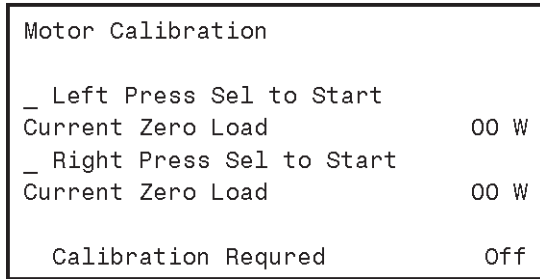 Motor Calibration
_ Left Press Sel to Start
Current Zero Load 00 W
_ Right Press Sel to Start
Current Zero Load 00 W
Calibration Requred Off